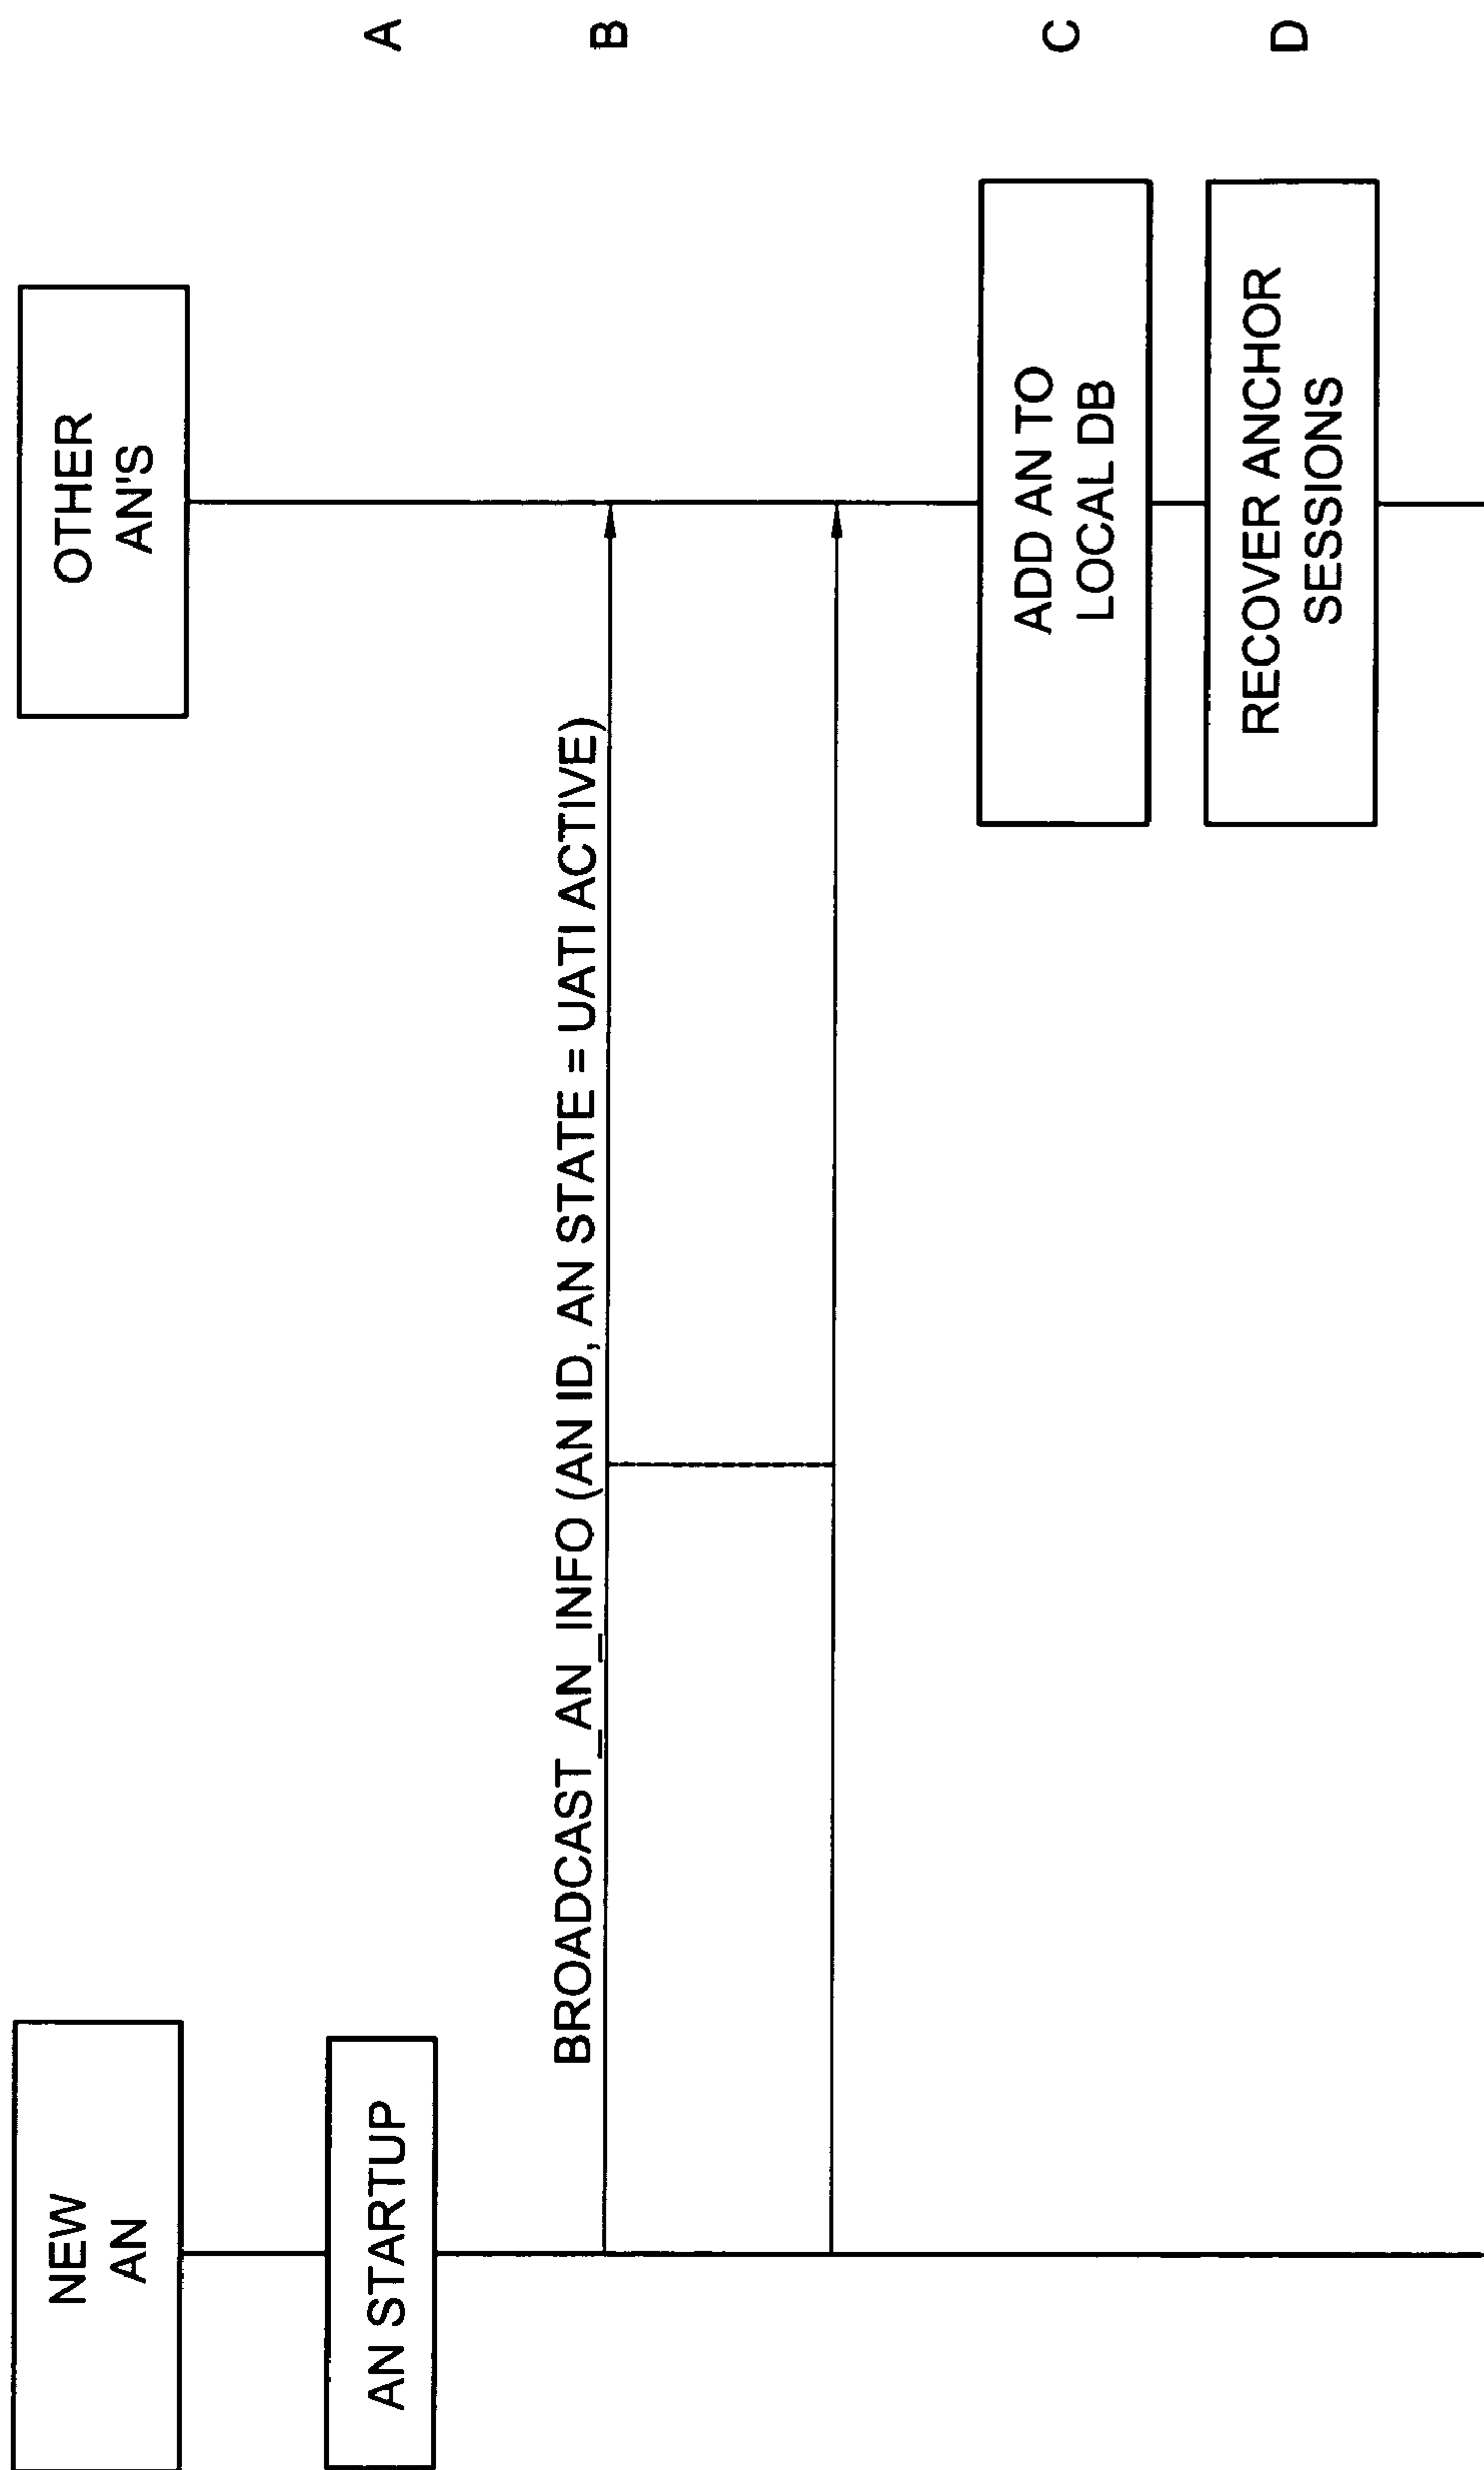 NEW
AN
OTHER
AN'S
AN STARTUP
A
BROADCAST_AN_INFO (AN ID, AN STATE = UATI ACTIVE)
B
ADD AN TO
LOCAL DB
C
RECOVER ANCHOR
SESSIONS
D